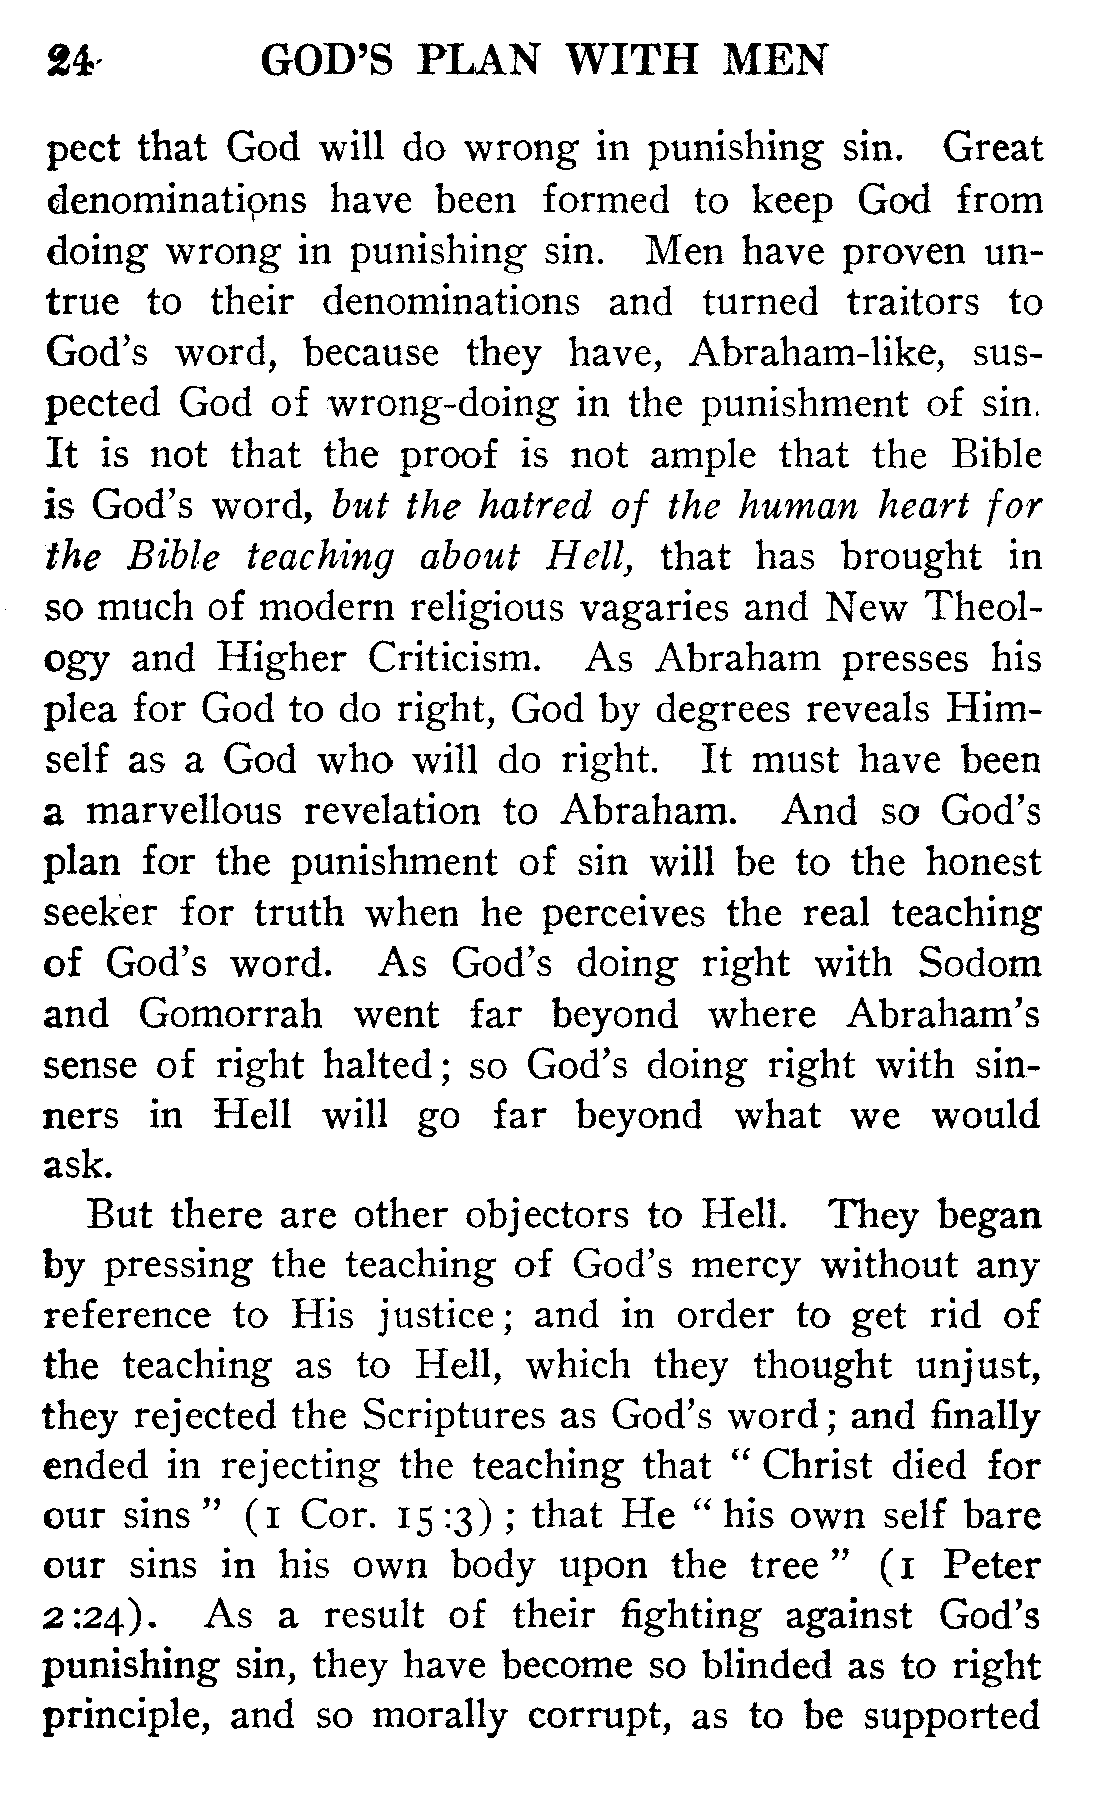 24 GOD'S PLAN WITH MEN
pect that God will do wrong in punishing sin. Great
denominations have been formed to keep God from
doing wrong in punishing sin. Men have proven un-
true to their denominations and turned traitors to
God's word, because they have, Abraham-like, sus-
pected God of wrong-doing in the punishment of sin.
It is not that the proof is not ample that the Bible
is God's word, but the hatred of the human heart for
the Bible teaching about Hell, that has brought in
so much of modern religious vagaries and New Theol-
ogy and Higher Criticism. As Abraham presses his
plea for God to do right, God by degrees reveals Him-
self as a God who will do right. It must have been
a marvellous revelation to Abraham. And so God's
plan for the punishment of sin will be to the honest
seeker for truth when he perceives the real teaching
of God's word. As God's doing right with Sodom
and Gomorrah went far beyond where Abraham's
sense of right halted; so God's doing right with sin-
ners in Hell will go far beyond what we would
ask.
But there are other objectors to Hell. They began
by pressing the teaching of God's mercy without any
reference to His justice; and in order to get rid of
the teaching as to Hell, which they thought unjust,
they rejected the Scriptures as God's word; and finally
ended in rejecting the teaching that "Christ died for
our sins" (1 Cor. 15:3); that He "his own self bare
our sins in his own body upon the tree" (1 Peter
2:24). As a result of their fighting against God's
punishing sin, they have become so blinded as to right
principle, and so morally corrupt, as to be supported